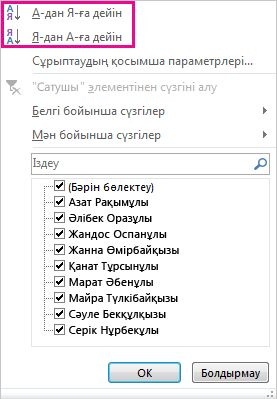 А-дан Я-ға дейін
Я-дан А-ға дейін
Сұрыптаудың қосымша параметрлері...
"Сатушы" элементінен сүзгіні алу
Белгі бойынша сүзгілер
Мән бойынша сүзгілер
Іздеу
(Бәрін бөлектеу)
Азат Рақымұлы
Әлібек Оразұлы
Жандос Оспанұлы
Жанна Өмірбайқызы
Қанат Тұрсынұлы
Марат Әбенұлы
Майра Түлкібайқызы
Сәуле Бекқұлқызы
Серік Нұрбекұлы
ОК
Болдырмау